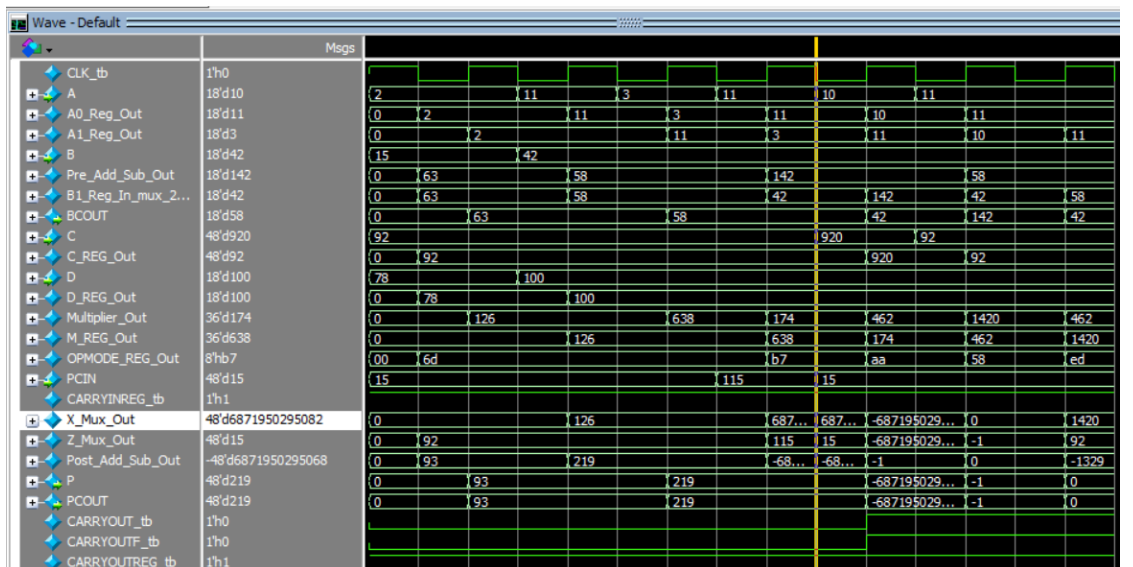 Wave - Default
Msgs
CLK_tb 1'h0
A 18'd10 2 11 3 11 10 11
A0_Reg_Out 18'd11 0 2 11 3 11 10 11
A1_Reg_Out 18'd3 0 2 11 3 11 10 11
B 18'd42 15 42
Pre_Add_Sub_Out 18'd142 0 63 58 142 58
B1_Reg_In_mux_2... 18'd42 0 63 58 42 142 42 58
BCOUT 18'd58 0 63 58 42 142 42
C 48'd920 92 920 92
C_REG_Out 48'd92 0 92 920 92
D 18'd100 78 100
D_REG_Out 18'd100 0 78 100
Multiplier_Out 36'd174 0 126 638 174 462 1420 462
M_REG_Out 36'd638 0 126 638 174 462 1420
OPMODE_REG_Out 8'hb7 00 6d b7 aa 58 ed
PCIN 48'd15 15 115 15
CARRYINREG_tb 1'h1
X_Mux_Out 48'd6871950295082 0 126 687... 687... -687195029... 0 1420
Z_Mux_Out 48'd15 0 92 115 15 -687195029... -1 92
Post_Add_Sub_Out -48'd6871950295068 0 93 219 -68... -68... -1 0 -1329
P 48'd219 0 93 219 -687195029... -1 0
PCOUT 48'd219 0 93 219 -687195029... -1 0
CARRYOUT_tb 1'h0
CARRYOUTF_tb 1'h0
CARRYOUTREG_tb 1'h1